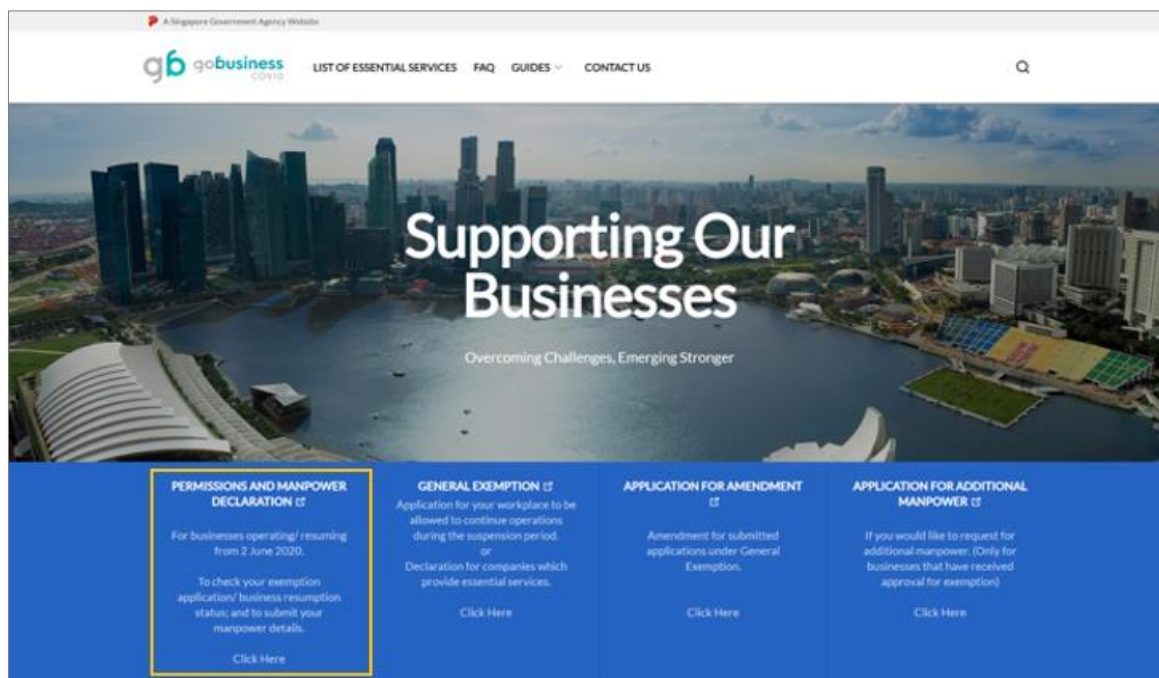 A Singapore Government Agency Website
gobusiness
COVID
LIST OF ESSENTIAL SERVICES FAQ GUIDES CONTACT US
Supporting Our
Businesses
Overcoming Challenges, Emerging Stronger
PERMISSIONS AND MANPOWER
DECLARATION
For businesses operating/ resuming
from 2 June 2020.
To check your exemption
application/ business resumption
status; and to submit your
manpower details.
Click Here
GENERAL EXEMPTION
Application for your workplace to be
allowed to continue operations
during the suspension period.
or
Declaration for companies which
provide essential services.
Click Here
APPLICATION FOR AMENDMENT
Amendment for submitted
applications under General
Exemption.
Click Here
APPLICATION FOR ADDITIONAL
MANPOWER
If you would like to request for
additional manpower. (Only for
businesses that have received
approval for exemption)
Click Here